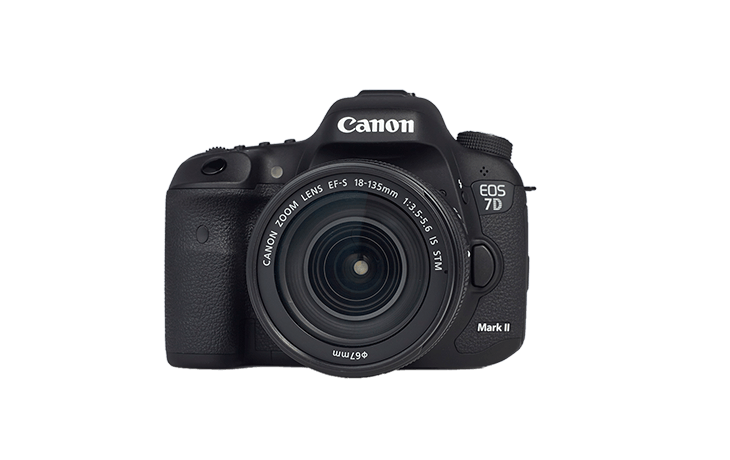 Canon
EOS
7D
CANON ZOOM LENS EF-S 18-135mm 1:3.5-5.6 IS STM
Mark II
Φ67mm